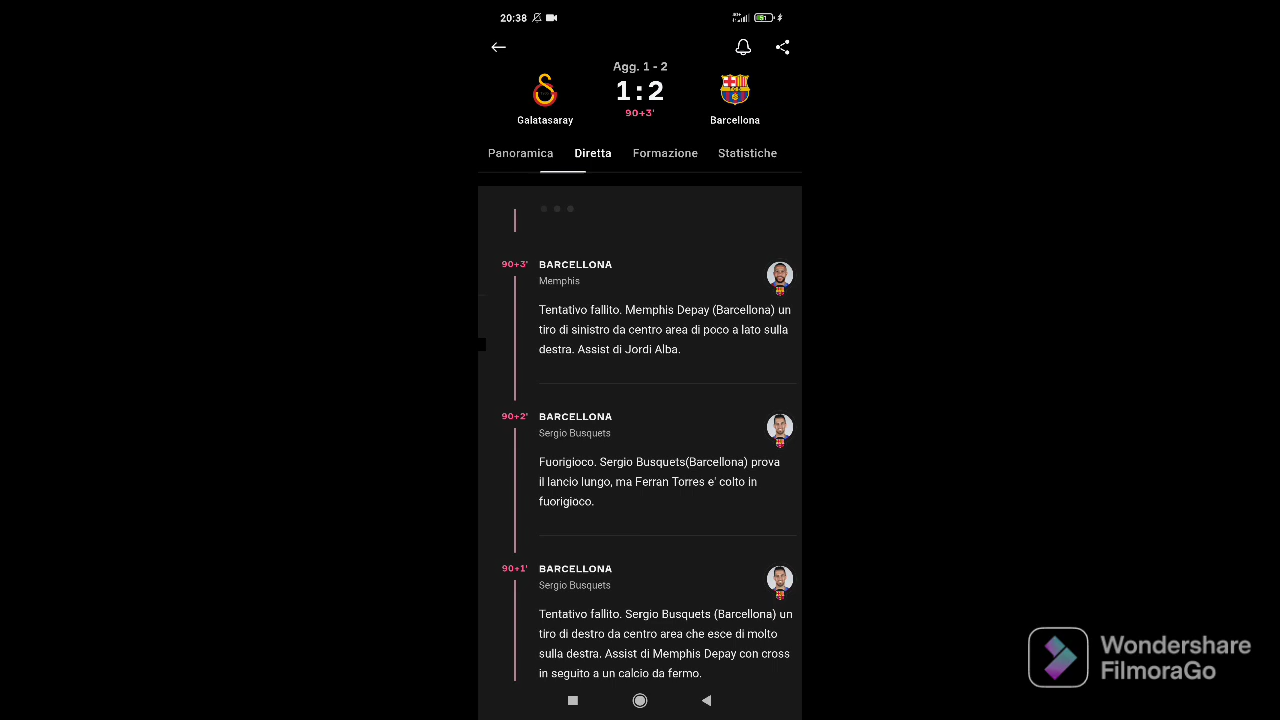 20:38
51
Agg. 1 - 2
1:2
90+3'
Galatasaray
Barcellona
Panoramica Diretta Formazione Statistiche
90+3' BARCELLONA
Memphis
Tentativo fallito. Memphis Depay (Barcellona) un
tiro di sinistro da centro area di poco a lato sulla
destra. Assist di Jordi Alba.
90+2' BARCELLONA
Sergio Busquets
Fuorigioco. Sergio Busquets(Barcellona) prova
il lancio lungo, ma Ferran Torres e' colto in
fuorigioco.
90+1' BARCELLONA
Sergio Busquets
Tentativo fallito. Sergio Busquets (Barcellona) un
tiro di destro da centro area che esce di molto
sulla destra. Assist di Memphis Depay con cross
in seguito a un calcio da fermo.
Wondershare
FilmoraGo